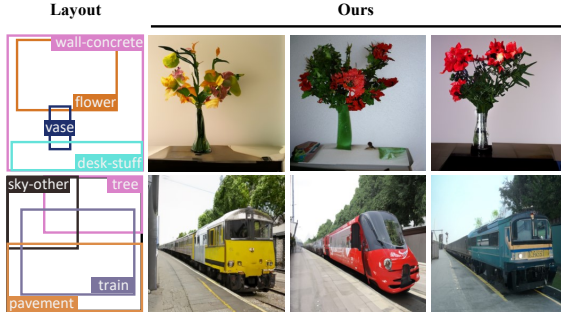 Layout
Ours
wall-concrete
flower
vase
desk-stuff
sky-other
tree
train
pavement